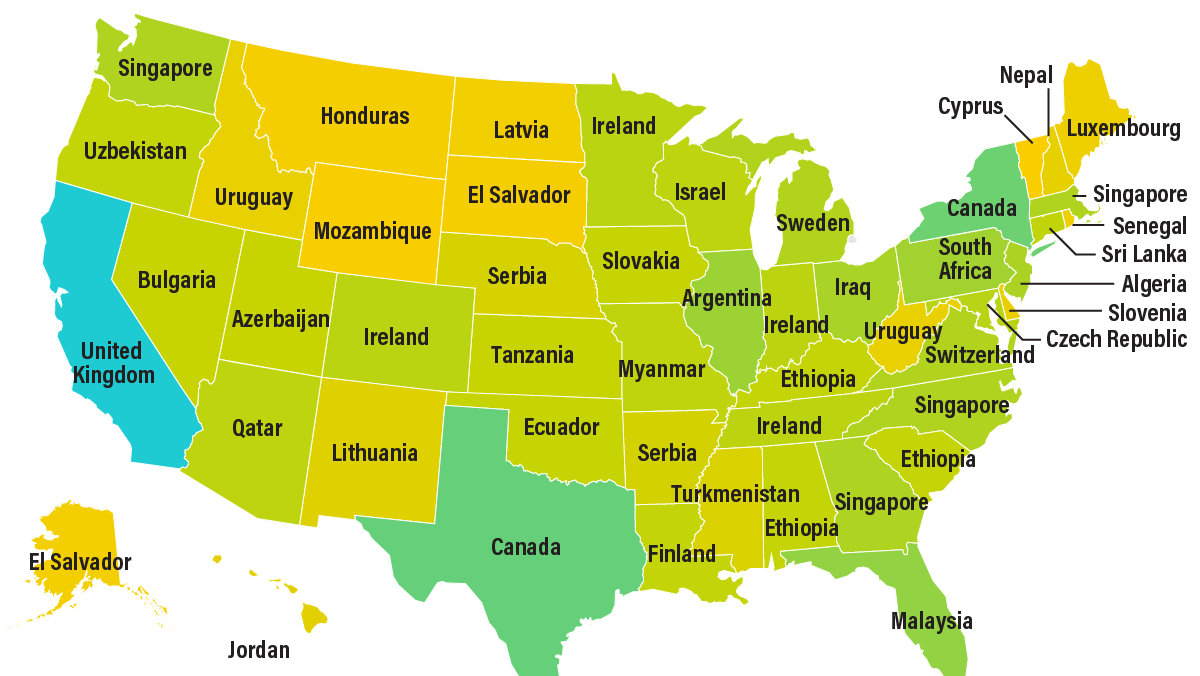 Nepal
Singapore
Cyprus
Honduras
Latvia
Ireland
Luxembourg
Uzbekistan
Uruguay
El Salvador
Israel
Singapore
Mozambique
Sweden
Canada
Senegal
South
Africa
Sri Lanka
Bulgaria
Serbia
Slovakia
Iraq
Algeria
Argentina
Azerbaijan
Ireland
Ireland
Uruguay
Slovenia
Czech Republic
United
Kingdom
Tanzania
Myanmar
Switzerland
Ethiopia
Qatar
Ecuador
Ireland
Singapore
Lithuania
Serbia
Ethiopia
Turkmenistan
Singapore
Ethiopia
Canada
Finland
El Salvador
Malaysia
Jordan